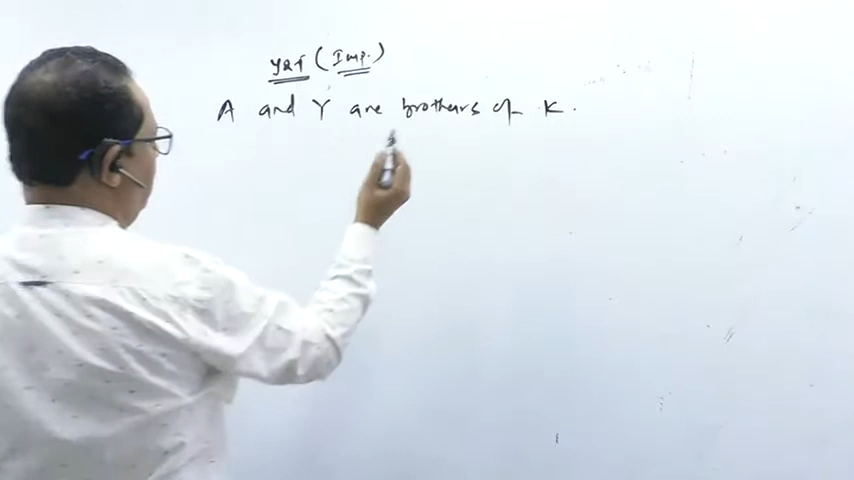 (Imp.)
A and Y are brothers of K.